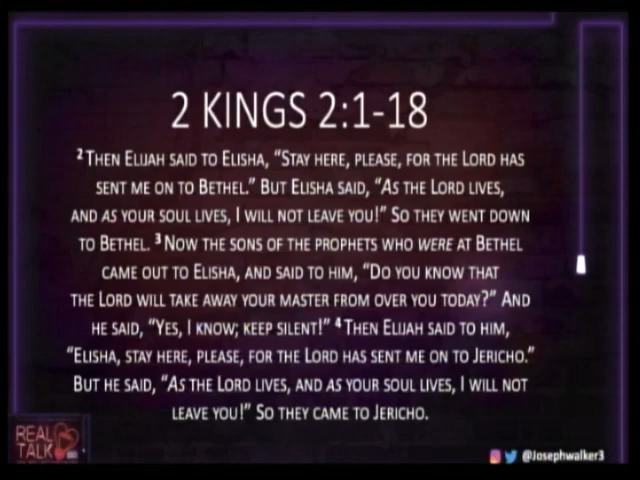 2 KINGS 2:1-18
2 THEN ELIJAH SAID TO ELISHA, “STAY HERE, PLEASE, FOR THE LORD HAS
SENT ME ON TO BETHEL.” BUT ELISHA SAID, “AS THE LORD LIVES,
AND AS YOUR SOUL LIVES, I WILL NOT LEAVE YOU!” SO THEY WENT DOWN
TO BETHEL. 3 NOW THE SONS OF THE PROPHETS WHO WERE AT BETHEL
CAME OUT TO ELISHA, AND SAID TO HIM, “DO YOU KNOW THAT
THE LORD WILL TAKE AWAY YOUR MASTER FROM OVER YOU TODAY?” AND
HE SAID, “YES, I KNOW; KEEP SILENT!” 4 THEN ELIJAH SAID TO HIM,
“ELISHA, STAY HERE, PLEASE, FOR THE LORD HAS SENT ME ON TO JERICHO.”
BUT HE SAID, “AS THE LORD LIVES, AND AS YOUR SOUL LIVES, I WILL NOT
LEAVE YOU!” SO THEY CAME TO JERICHO.
REAL
TALK
@Josephwalker3